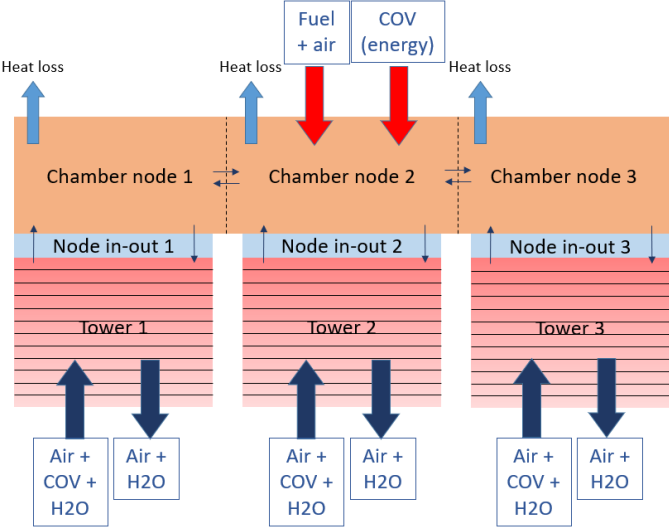 Fuel
+ air
COV
(energy)
Heat loss
Heat loss
Heat loss
Chamber node 1
Chamber node 2
Chamber node 3
Node in-out 1
Node in-out 2
Node in-out 3
Tower 1
Tower 2
Tower 3
Air +
COV +
H2O
Air +
H2O
Air +
COV +
H2O
Air +
H2O
Air +
COV +
H2O
Air +
H2O